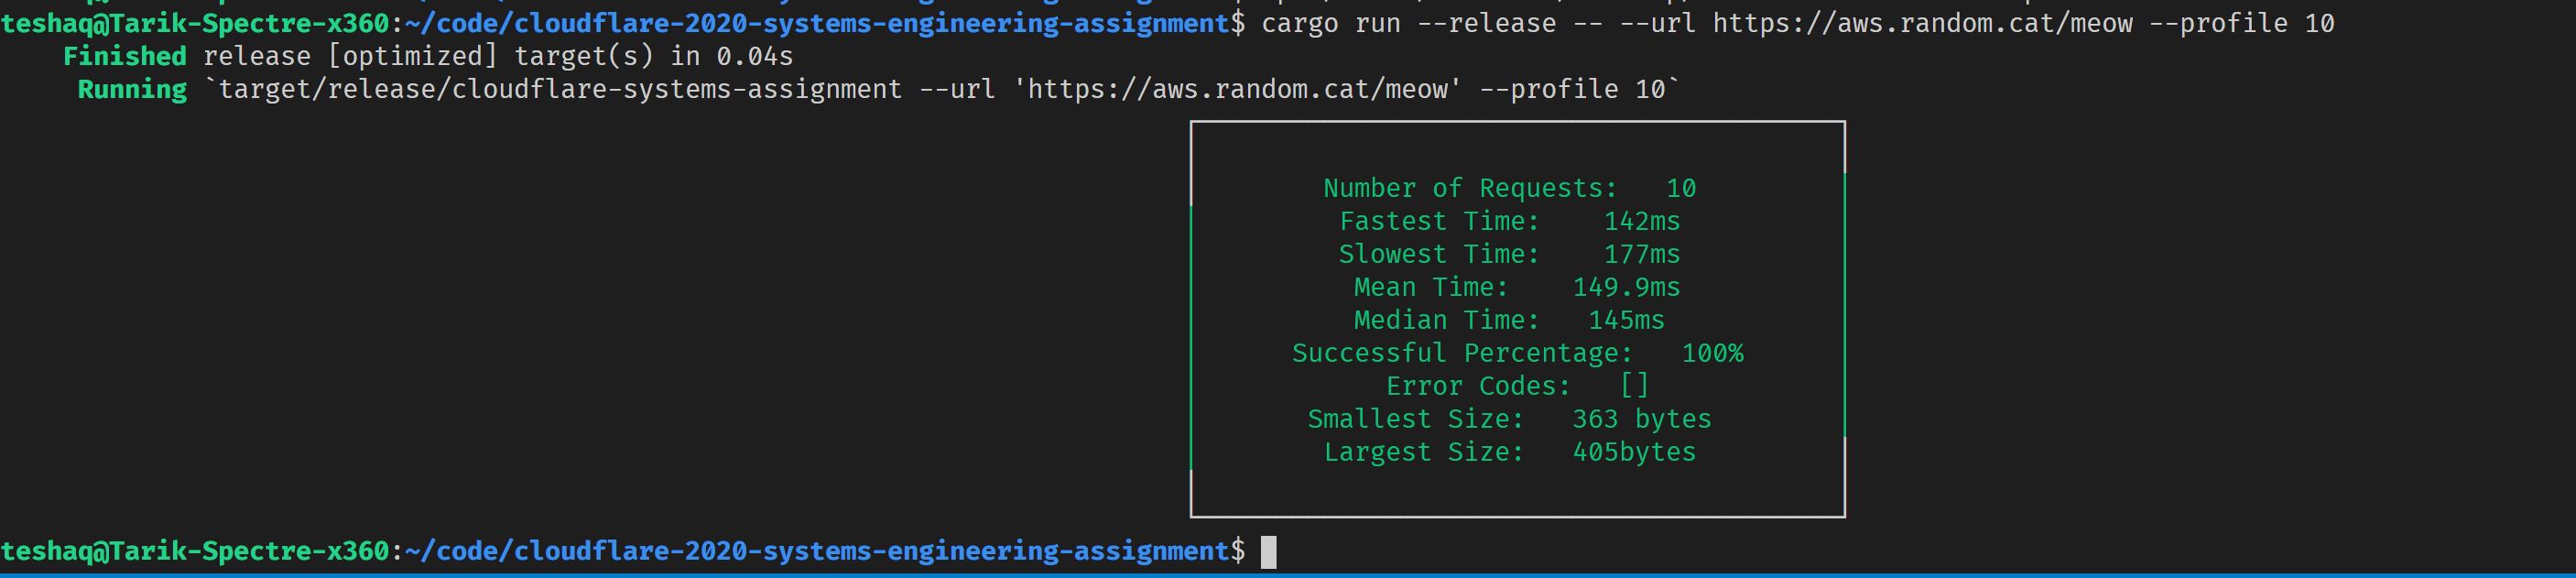 teshaq@Tarik-Spectre-x360:~/code/cloudflare-2020-systems-engineering-assignment$ cargo run --release -- --url https://aws.random.cat/meow --profile 10
Finished release [optimized] target(s) in 0.04s
Running `target/release/cloudflare-systems-assignment --url 'https://aws.random.cat/meow' --profile 10`
Number of Requests: 10
Fastest Time: 142ms
Slowest Time: 177ms
Mean Time: 149.9ms
Median Time: 145ms
Successful Percentage: 100%
Error Codes: []
Smallest Size: 363 bytes
Largest Size: 405bytes
teshaq@Tarik-Spectre-x360:~/code/cloudflare-2020-systems-engineering-assignment$